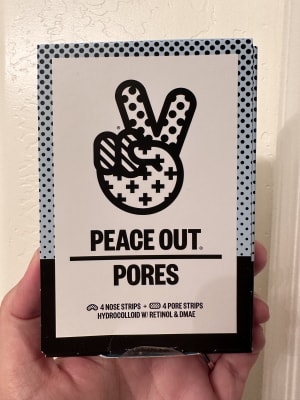 PEACE OUT®
PORES
4 NOSE STRIPS + 4 PORE STRIPS
HYDROCOLLOID W/ RETINOL & DMAE